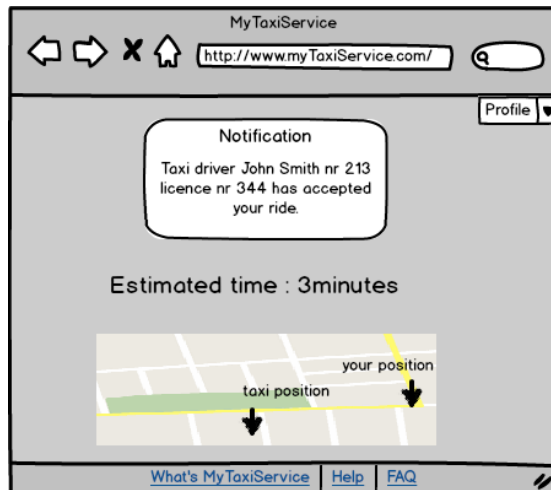 MyTaxiService
http://www.myTaxiService.com/
Profile
Notification
Taxi driver John Smith nr 213
licence nr 344 has accepted
your ride.
Estimated time : 3minutes
your position
taxi position
What's MyTaxiService Help FAQ